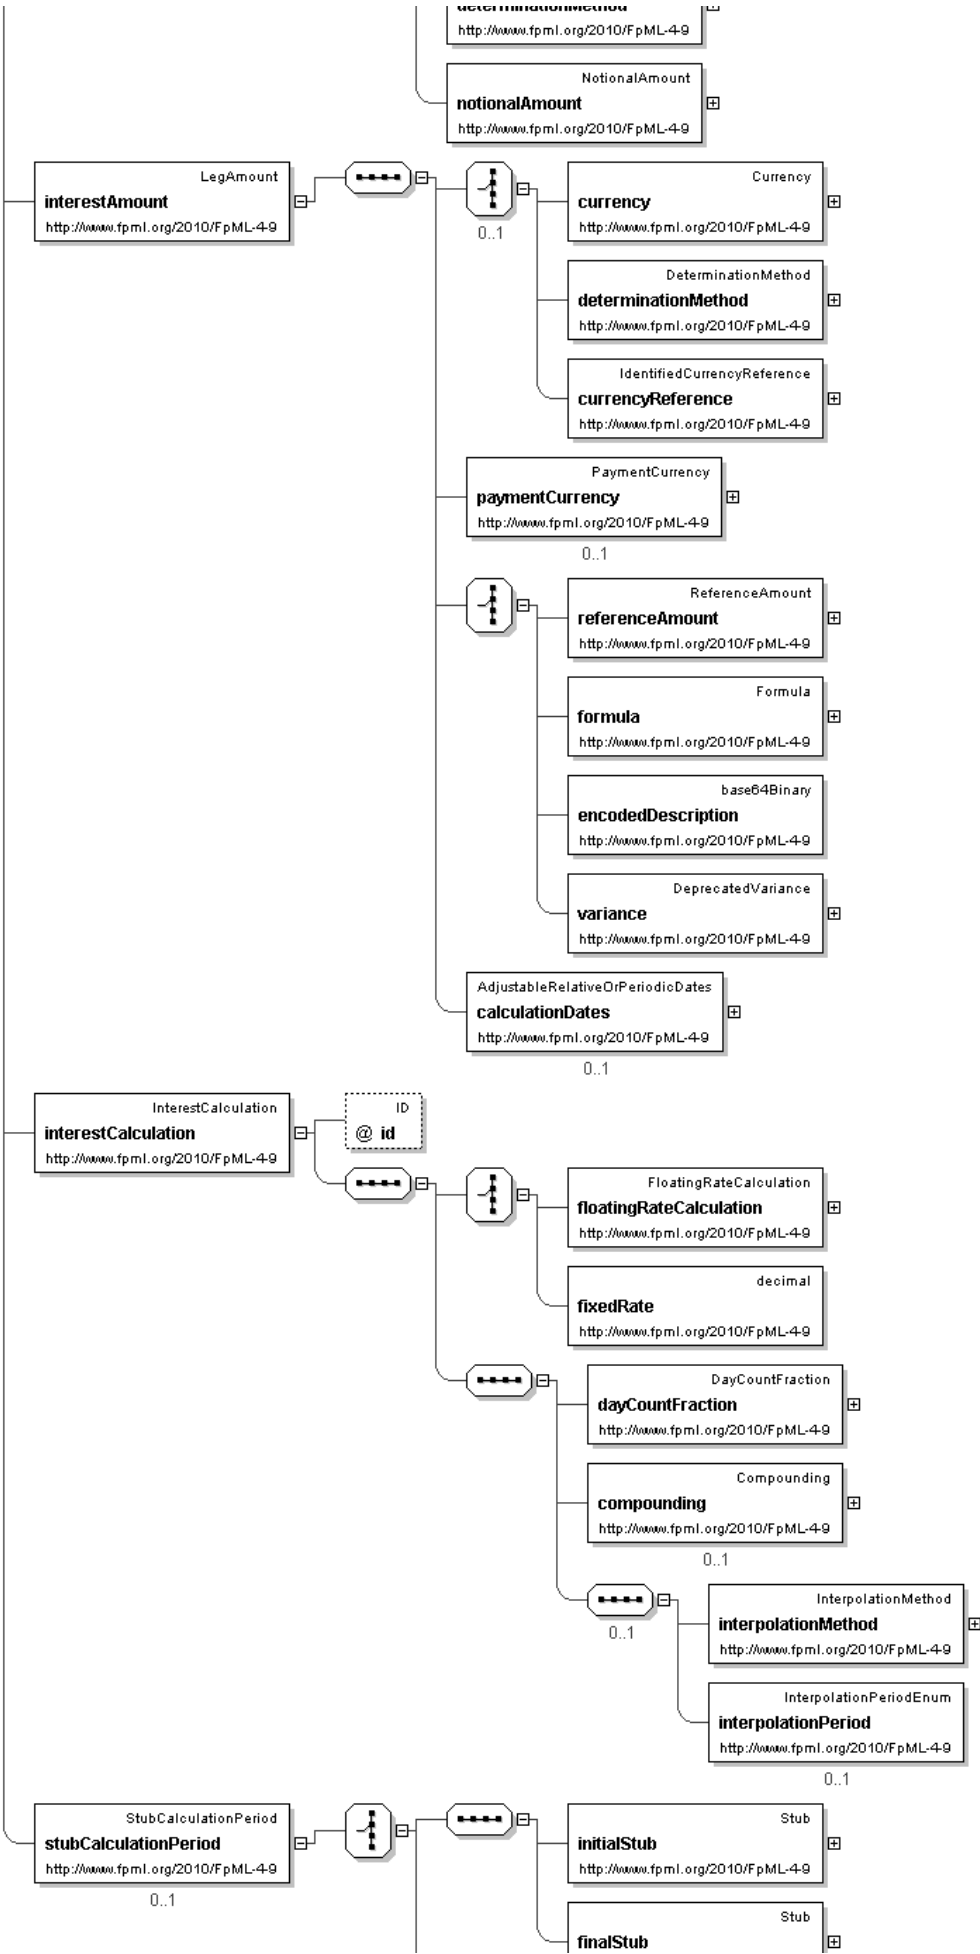 determinationMethod
http://www.fpml.org/2010/FpML-4-9
NotionalAmount
notionalAmount
http://www.fpml.org/2010/FpML-4-9
LegAmount
interestAmount
http://www.fpml.org/2010/FpML-4-9
0..1
Currency
currency
http://www.fpml.org/2010/FpML-4-9
DeterminationMethod
determinationMethod
http://www.fpml.org/2010/FpML-4-9
IdentifiedCurrencyReference
currencyReference
http://www.fpml.org/2010/FpML-4-9
PaymentCurrency
paymentCurrency
http://www.fpml.org/2010/FpML-4-9
0..1
ReferenceAmount
referenceAmount
http://www.fpml.org/2010/FpML-4-9
Formula
formula
http://www.fpml.org/2010/FpML-4-9
base64Binary
encodedDescription
http://www.fpml.org/2010/FpML-4-9
DeprecatedVariance
variance
http://www.fpml.org/2010/FpML-4-9
AdjustableRelativeOrPeriodicDates
calculationDates
http://www.fpml.org/2010/FpML-4-9
0..1
InterestCalculation
interestCalculation
http://www.fpml.org/2010/FpML-4-9
ID
@ id
FloatingRateCalculation
floatingRateCalculation
http://www.fpml.org/2010/FpML-4-9
decimal
fixedRate
http://www.fpml.org/2010/FpML-4-9
DayCountFraction
dayCountFraction
http://www.fpml.org/2010/FpML-4-9
Compounding
compounding
http://www.fpml.org/2010/FpML-4-9
0..1
0..1
InterpolationMethod
interpolationMethod
http://www.fpml.org/2010/FpML-4-9
InterpolationPeriodEnum
interpolationPeriod
http://www.fpml.org/2010/FpML-4-9
0..1
StubCalculationPeriod
stubCalculationPeriod
http://www.fpml.org/2010/FpML-4-9
0..1
Stub
initialStub
http://www.fpml.org/2010/FpML-4-9
Stub
finalStub